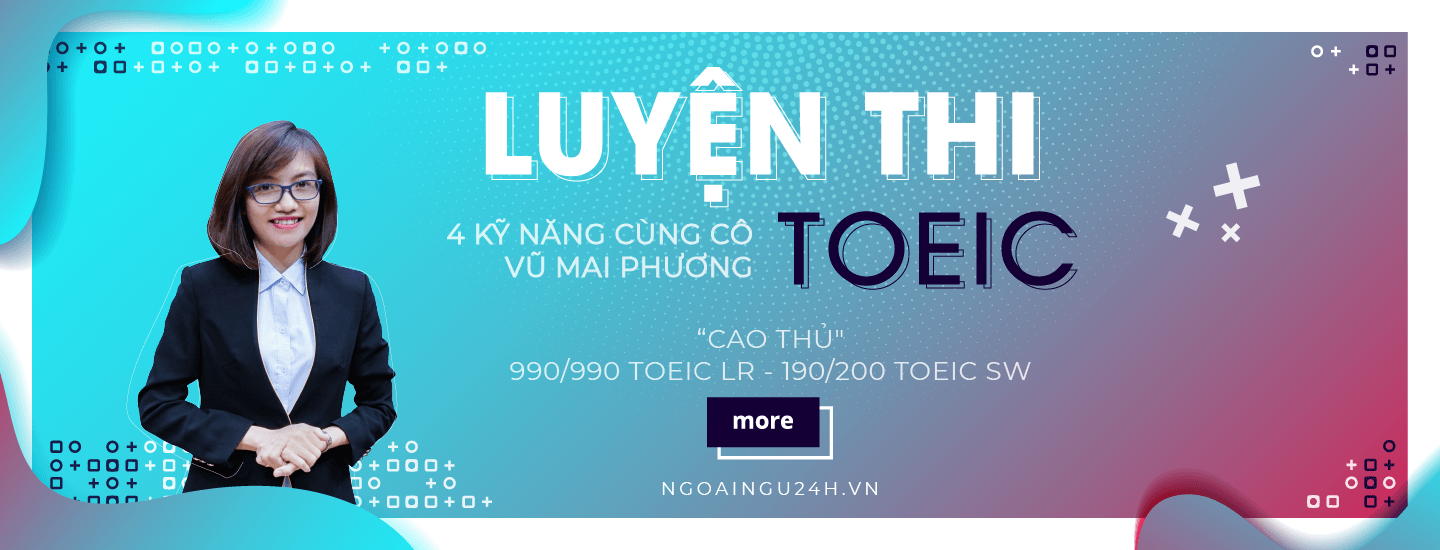 LUYỆN THI
4 KỸ NĂNG CÙNG CÔ
VŨ MAI PHƯƠNG
TOEIC
“CAO THỦ"
990/990 TOEIC LR - 190/200 TOEIC SW
more
NGOAINGU24H.VN